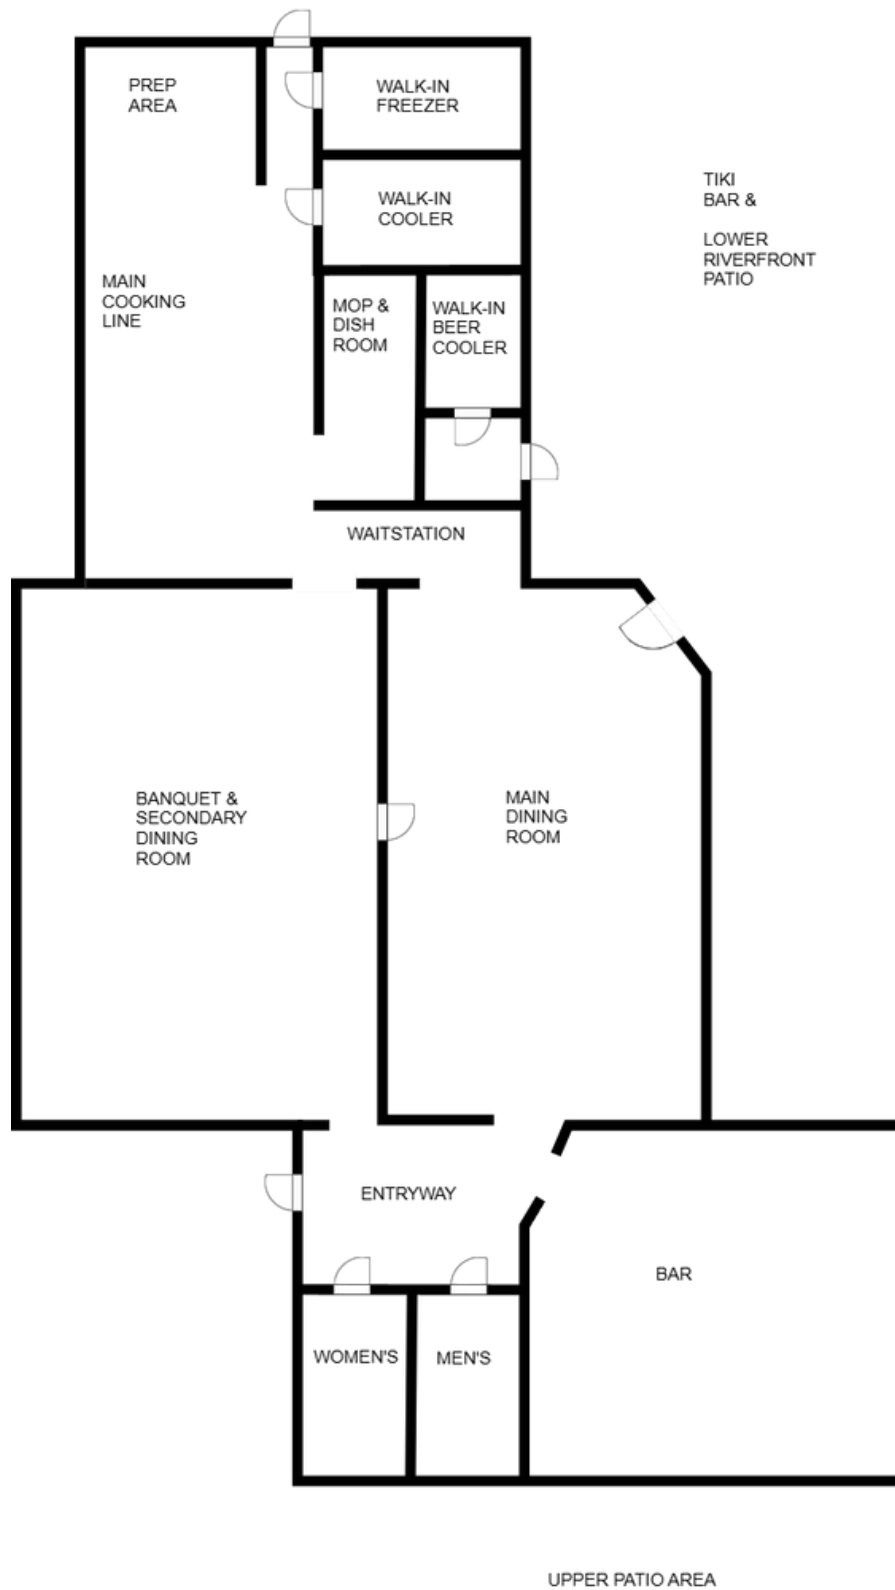 PREP
AREA
WALK-IN
FREEZER
WALK-IN
COOLER
TIKI
BAR &
LOWER
RIVERFRONT
PATIO
MAIN
COOKING
LINE
MOP &
DISH
ROOM
WALK-IN
BEER
COOLER
WAITSTATION
BANQUET &
SECONDARY
DINING
ROOM
MAIN
DINING
ROOM
ENTRYWAY
BAR
WOMEN'S
MEN'S
UPPER PATIO AREA